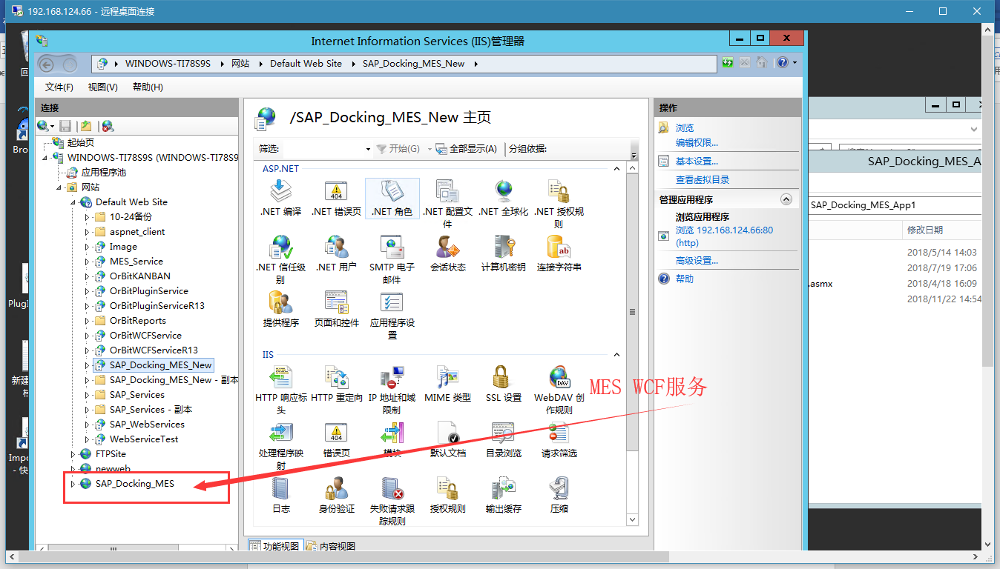 192.168.124.66 - 远程桌面连接
Internet Information Services (IIS)管理器
WINDOWS-TI78S9S
网站
Default Web Site
SAP_Docking_MES_New
文件(F)
视图(V)
帮助(H)
连接
起始页
WINDOWS-TI78S9S (WINDOWS-TI78S9
应用程序池
网站
Default Web Site
10-24备份
aspnet_client
Image
MES_Service
OrBitKANBAN
OrBitPluginService
OrBitPluginServiceR13
OrBitReports
OrBitWCFService
OrBitWCFServiceR13
SAP_Docking_MES_New
SAP_Docking_MES_New - 副本
SAP_Services
SAP_Services - 副本
SAP_WebServices
WebServiceTest
FTPSite
newweb
SAP_Docking_MES
/SAP_Docking_MES_New 主页
筛选:
开始(G)
全部显示(A)
分组依据:
ASP.NET
.NET 编译
.NET 错误页
.NET 角色
.NET 配置文件
.NET 全球化
.NET 授权规则
.NET 信任级别
.NET 用户
SMTP 电子邮件
会话状态
计算机密钥
连接字符串
提供程序
页面和控件
应用程序设置
IIS
HTTP 响应标头
HTTP 重定向
IP 地址和域限制
MIME 类型
SSL 设置
WebDAV 创作规则
处理程序映射
错误页
模块
默认文档
目录浏览
请求筛选
日志
身份验证
失败请求跟踪规则
授权规则
输出缓存
压缩
功能视图
内容视图
MES WCF服务
操作
浏览
编辑权限...
基本设置...
查看虚拟目录
管理应用程序
浏览应用程序
浏览 192.168.124.66:80
(http)
高级设置...
帮助
SAP_Docking_MES_A
SAP_Docking_MES_App1
修改日期
2018/5/14 14:03
2018/7/19 17:06
.asmx
2018/4/18 16:09
2018/11/22 14:54
回
Bro
PlugI
新建
档
Impo
- 快